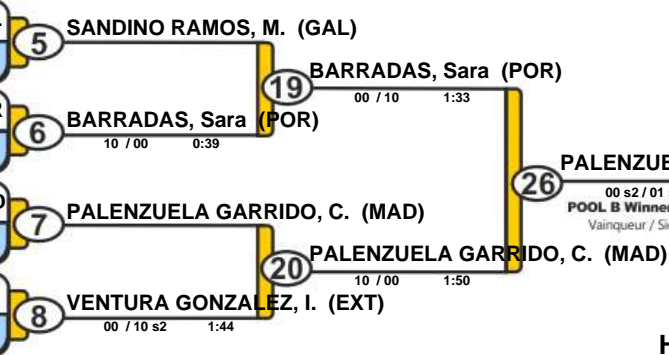 5 SANDINO RAMOS, M. (GAL)
19 BARRADAS, Sara (POR)
00 / 10 1:33
6 BARRADAS, Sara (POR)
10 / 00 0:39
26 PALENZUE
00 s2 / 01
POOL B Winner
Vainqueur /
7 PALENZUELA GARRIDO, C. (MAD)
20 PALENZUELA GARRIDO, C. (MAD)
10 / 00 1:50
8 VENTURA GONZALEZ, I. (EXT)
00 / 10 s2 1:44
H